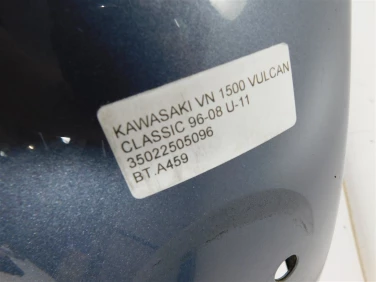 KAWASAKI VN 1500 VULCAN
CLASSIC 96-08 U-11
35022505096
BT.A459